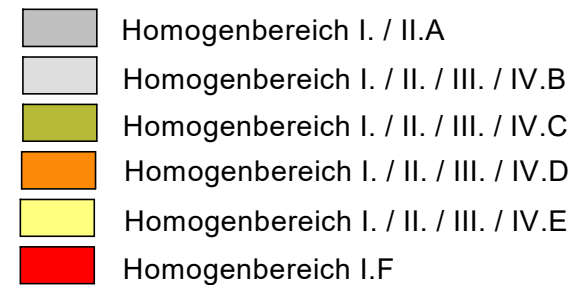 Homogenbereich I. / II.A
Homogenbereich I. / II. / III. / IV.B
Homogenbereich I. / II. / III. / IV.C
Homogenbereich I. / II. / III. / IV.D
Homogenbereich I. / II. / III. / IV.E
Homogenbereich I.F